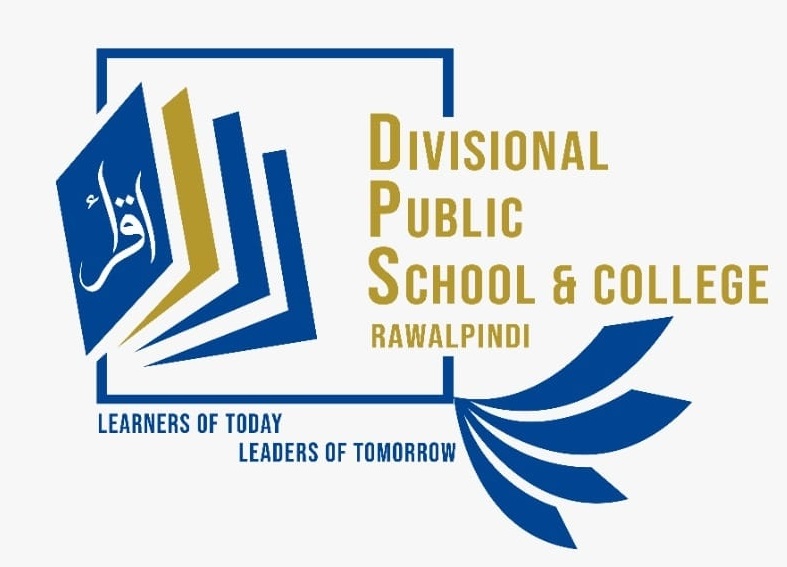 اقرأ
DIVISIONAL
PUBLIC
SCHOOL & COLLEGE
RAWALPINDI
LEARNERS OF TODAY
LEADERS OF TOMORROW